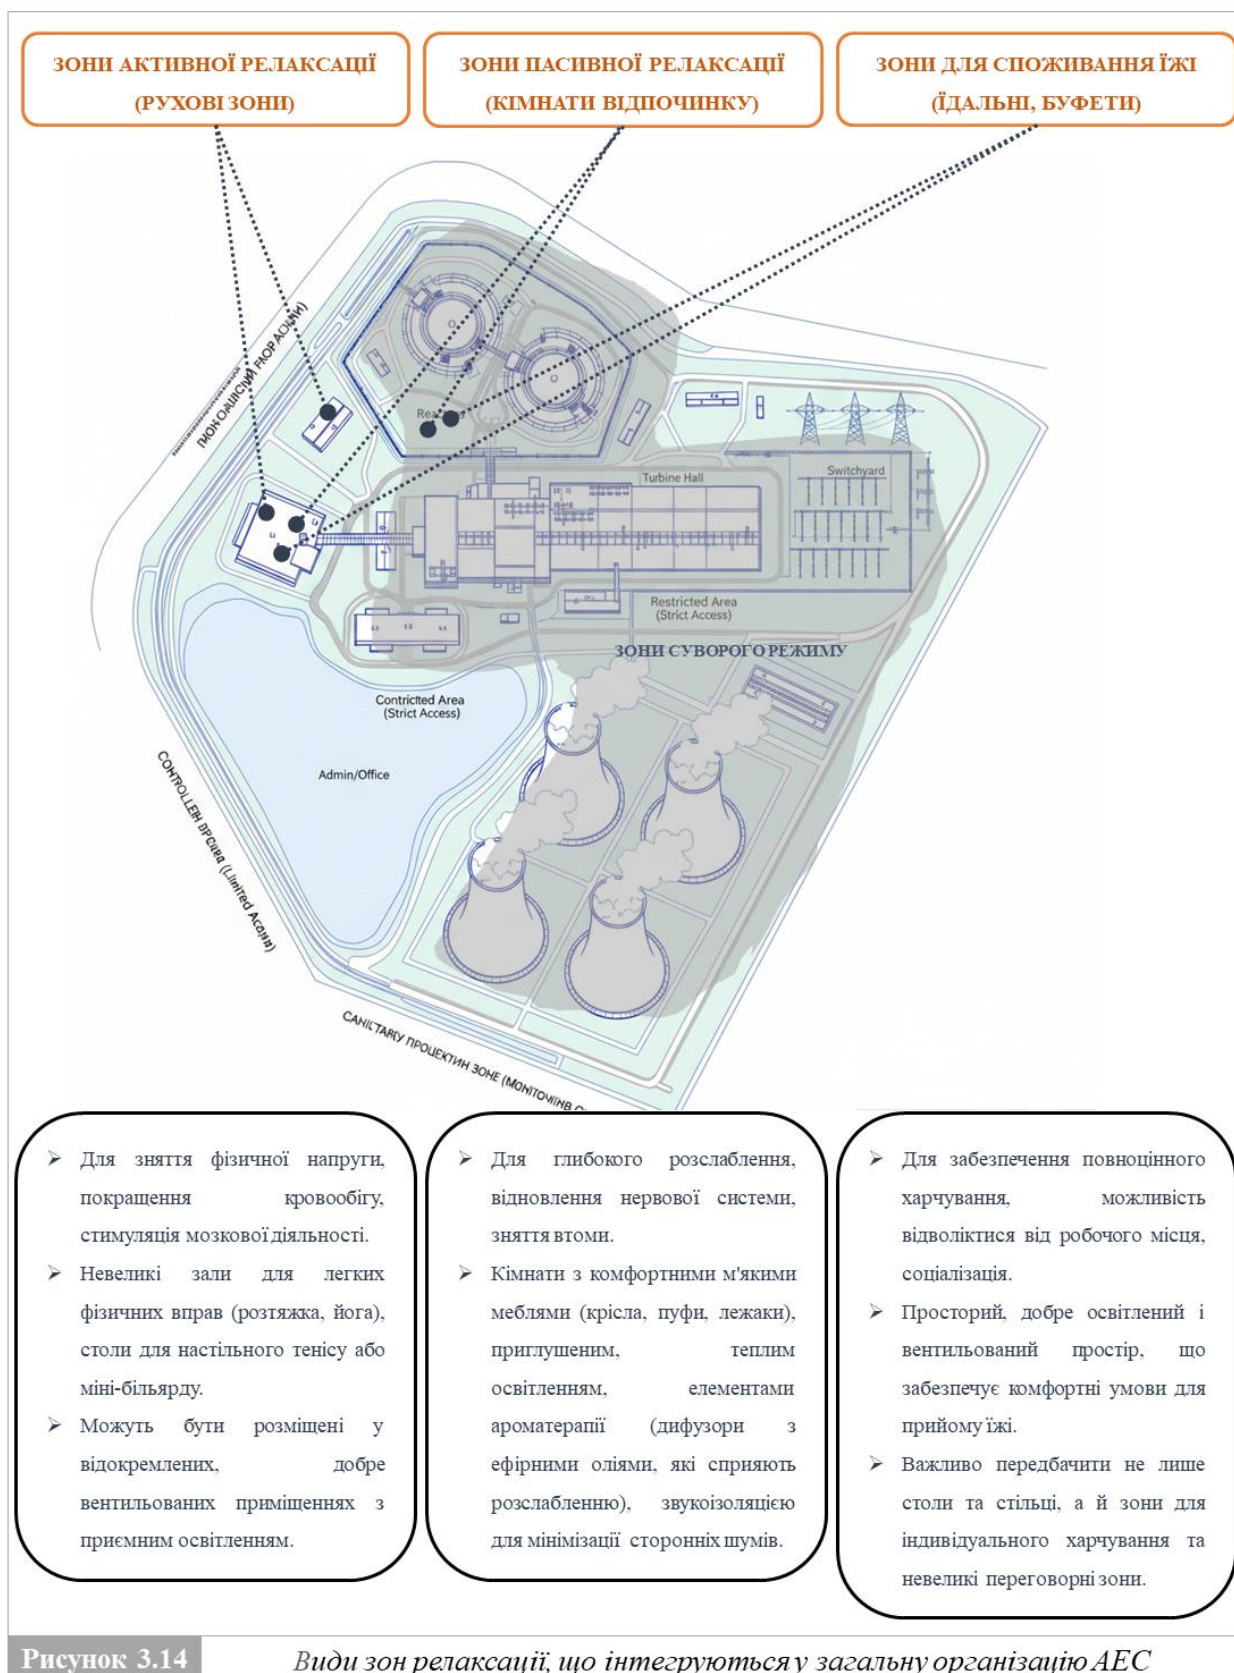 ЗОНИ АКТИВНОЇ РЕЛАКСАЦІЇ
(РУХОВІ ЗОНИ)
ЗОНИ ПАСИВНОЇ РЕЛАКСАЦІЇ
(КІМНАТИ ВІДПОЧИНКУ)
ЗОНИ ДЛЯ СПОЖИВАННЯ ЇЖІ
(ЇДАЛЬНІ, БУФЕТИ)
Turbine Hall
Switchyard
Restricted Area
(Strict Access)
ЗОНИ СУВОРОГО РЕЖИМУ
Contricted Area
(Strict Access)
Admin/Office
➢ Для зняття фізичної напруги,
покращення кровообігу,
стимуляція мозкової діяльності.
➢ Невеликі зали для легких
фізичних вправ (розтяжка, йога),
столи для настільного тенісу або
міні-більярду.
➢ Можуть бути розміщені у
відокремлених, добре
вентильованих приміщеннях з
приємним освітленням.
➢ Для глибокого розслаблення,
відновлення нервової системи,
зняття втоми.
➢ Кімнати з комфортними м'якими
меблями (крісла, пуфи, лежаки),
приглушеним, теплим
освітленням, елементами
ароматерапії (дифузори з
ефірними оліями, які сприяють
розслабленню), звукоізоляцією
для мінімізації сторонніх шумів.
➢ Для забезпечення повноцінного
харчування, можливість
відволіктися від робочого місця,
соціалізація.
➢ Просторий, добре освітлений і
вентильований простір, що
забезпечує комфортні умови для
прийому їжі.
➢ Важливо передбачити не лише
столи та стільці, а й зони для
індивідуального харчування та
невеликі переговорні зони.
Рисунок 3.14
Види зон релаксації, що інтегруються у загальну організацію АЕС